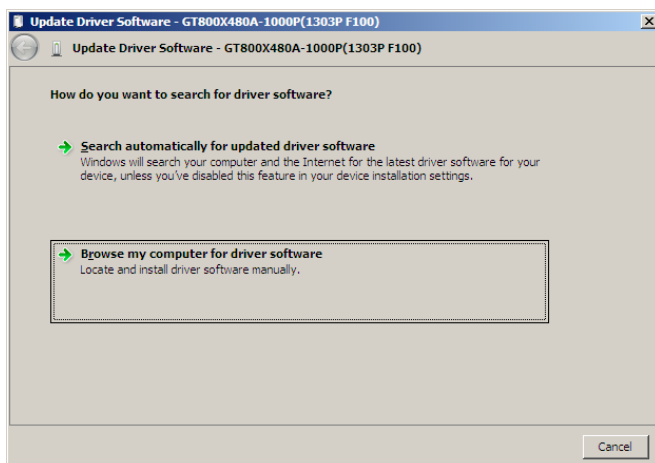 Update Driver Software - GT800X480A-1000P(1303P F100)
Update Driver Software - GT800X480A-1000P(1303P F100)
How do you want to search for driver software?
Search automatically for updated driver software
Windows will search your computer and the Internet for the latest driver software for your
device, unless you've disabled this feature in your device installation settings.
Browse my computer for driver software
Locate and install driver software manually.
Cancel